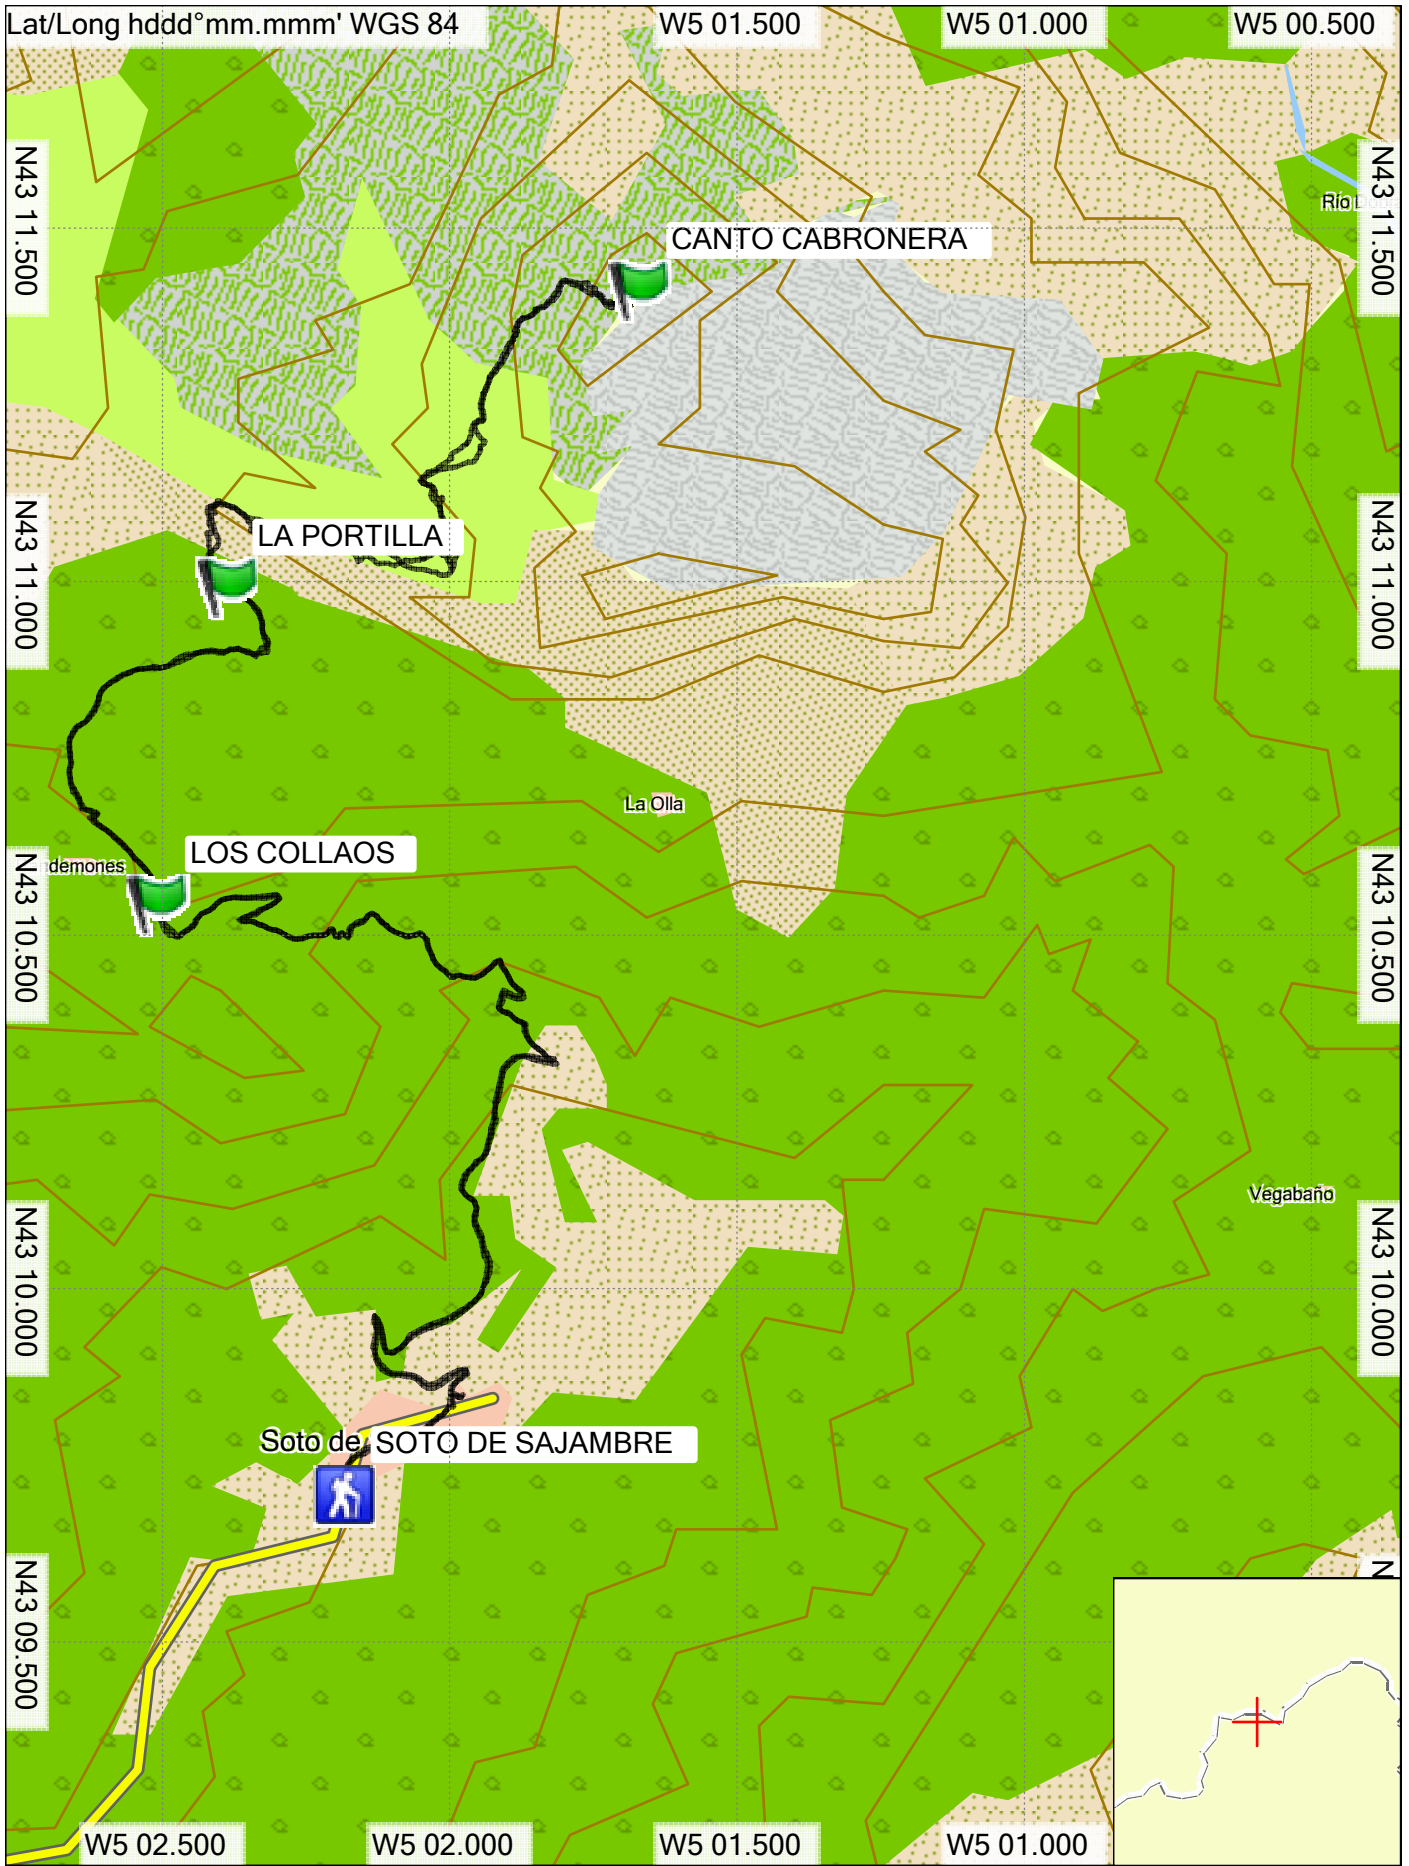 Lat/Long hddd°mm.mmm' WGS 84
W5 01.500
W5 01.000
W5 00.500
N43 11.500
N43 11.500
Río
CANTO CABRONERA
LA PORTILLA
N43 11.000
N43 11.000
La Olla
LOS COLLAOS
demones
N43 10.500
N43 10.500
Vegabaño
N43 10.000
N43 10.000
Soto de
SOTO DE SAJAMBRE
N43 09.500
N
W5 02.500
W5 02.000
W5 01.500
W5 01.000